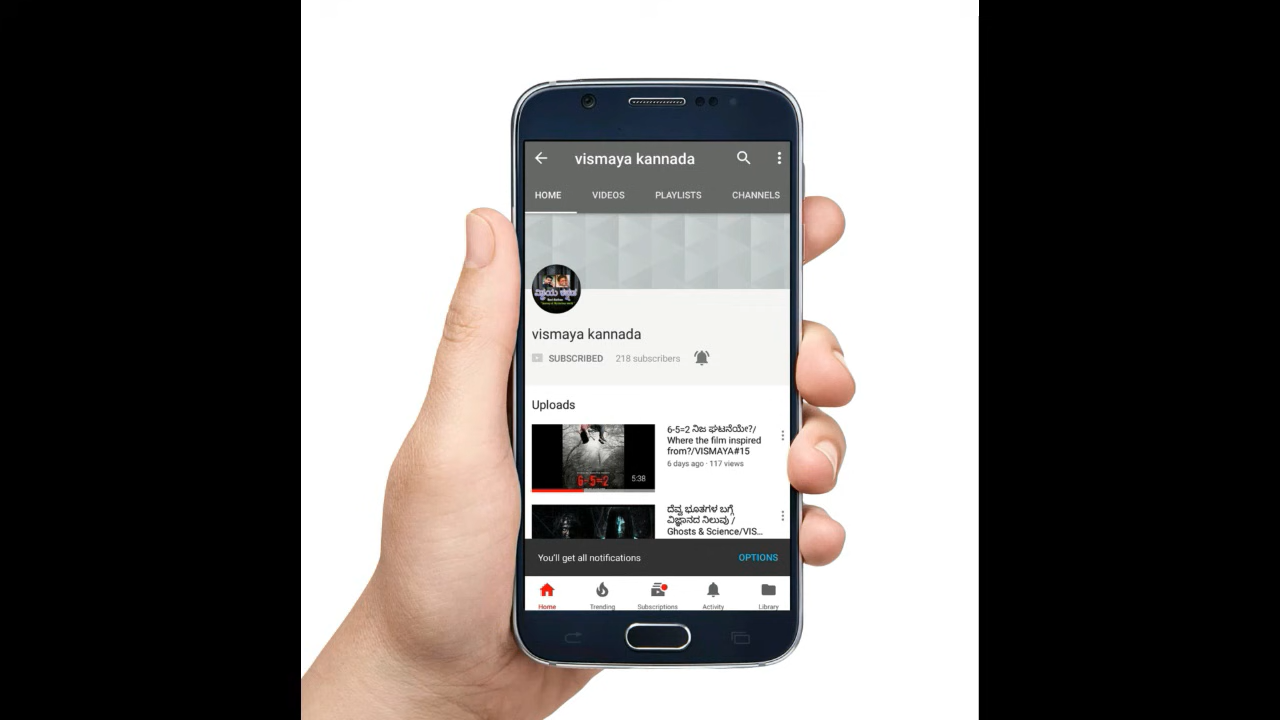 vismaya kannada
HOME VIDEOS PLAYLISTS CHANNELS
vismaya kannada
SUBSCRIBED 218 subscribers
Uploads
6-5=2
5:38
6-5=2 ನಿಜ ಘಟನೆಯೇ?/
Where the film inspired
from?/VISMAYA#15
6 days ago · 117 views
ದೆವ್ವ ಭೂತಗಳ ಬಗ್ಗೆ
ವಿಜ್ಞಾನದ ನಿಲುವು /
Ghosts & Science/VIS...
You'll get all notifications OPTIONS
Home Trending Subscriptions Activity Library